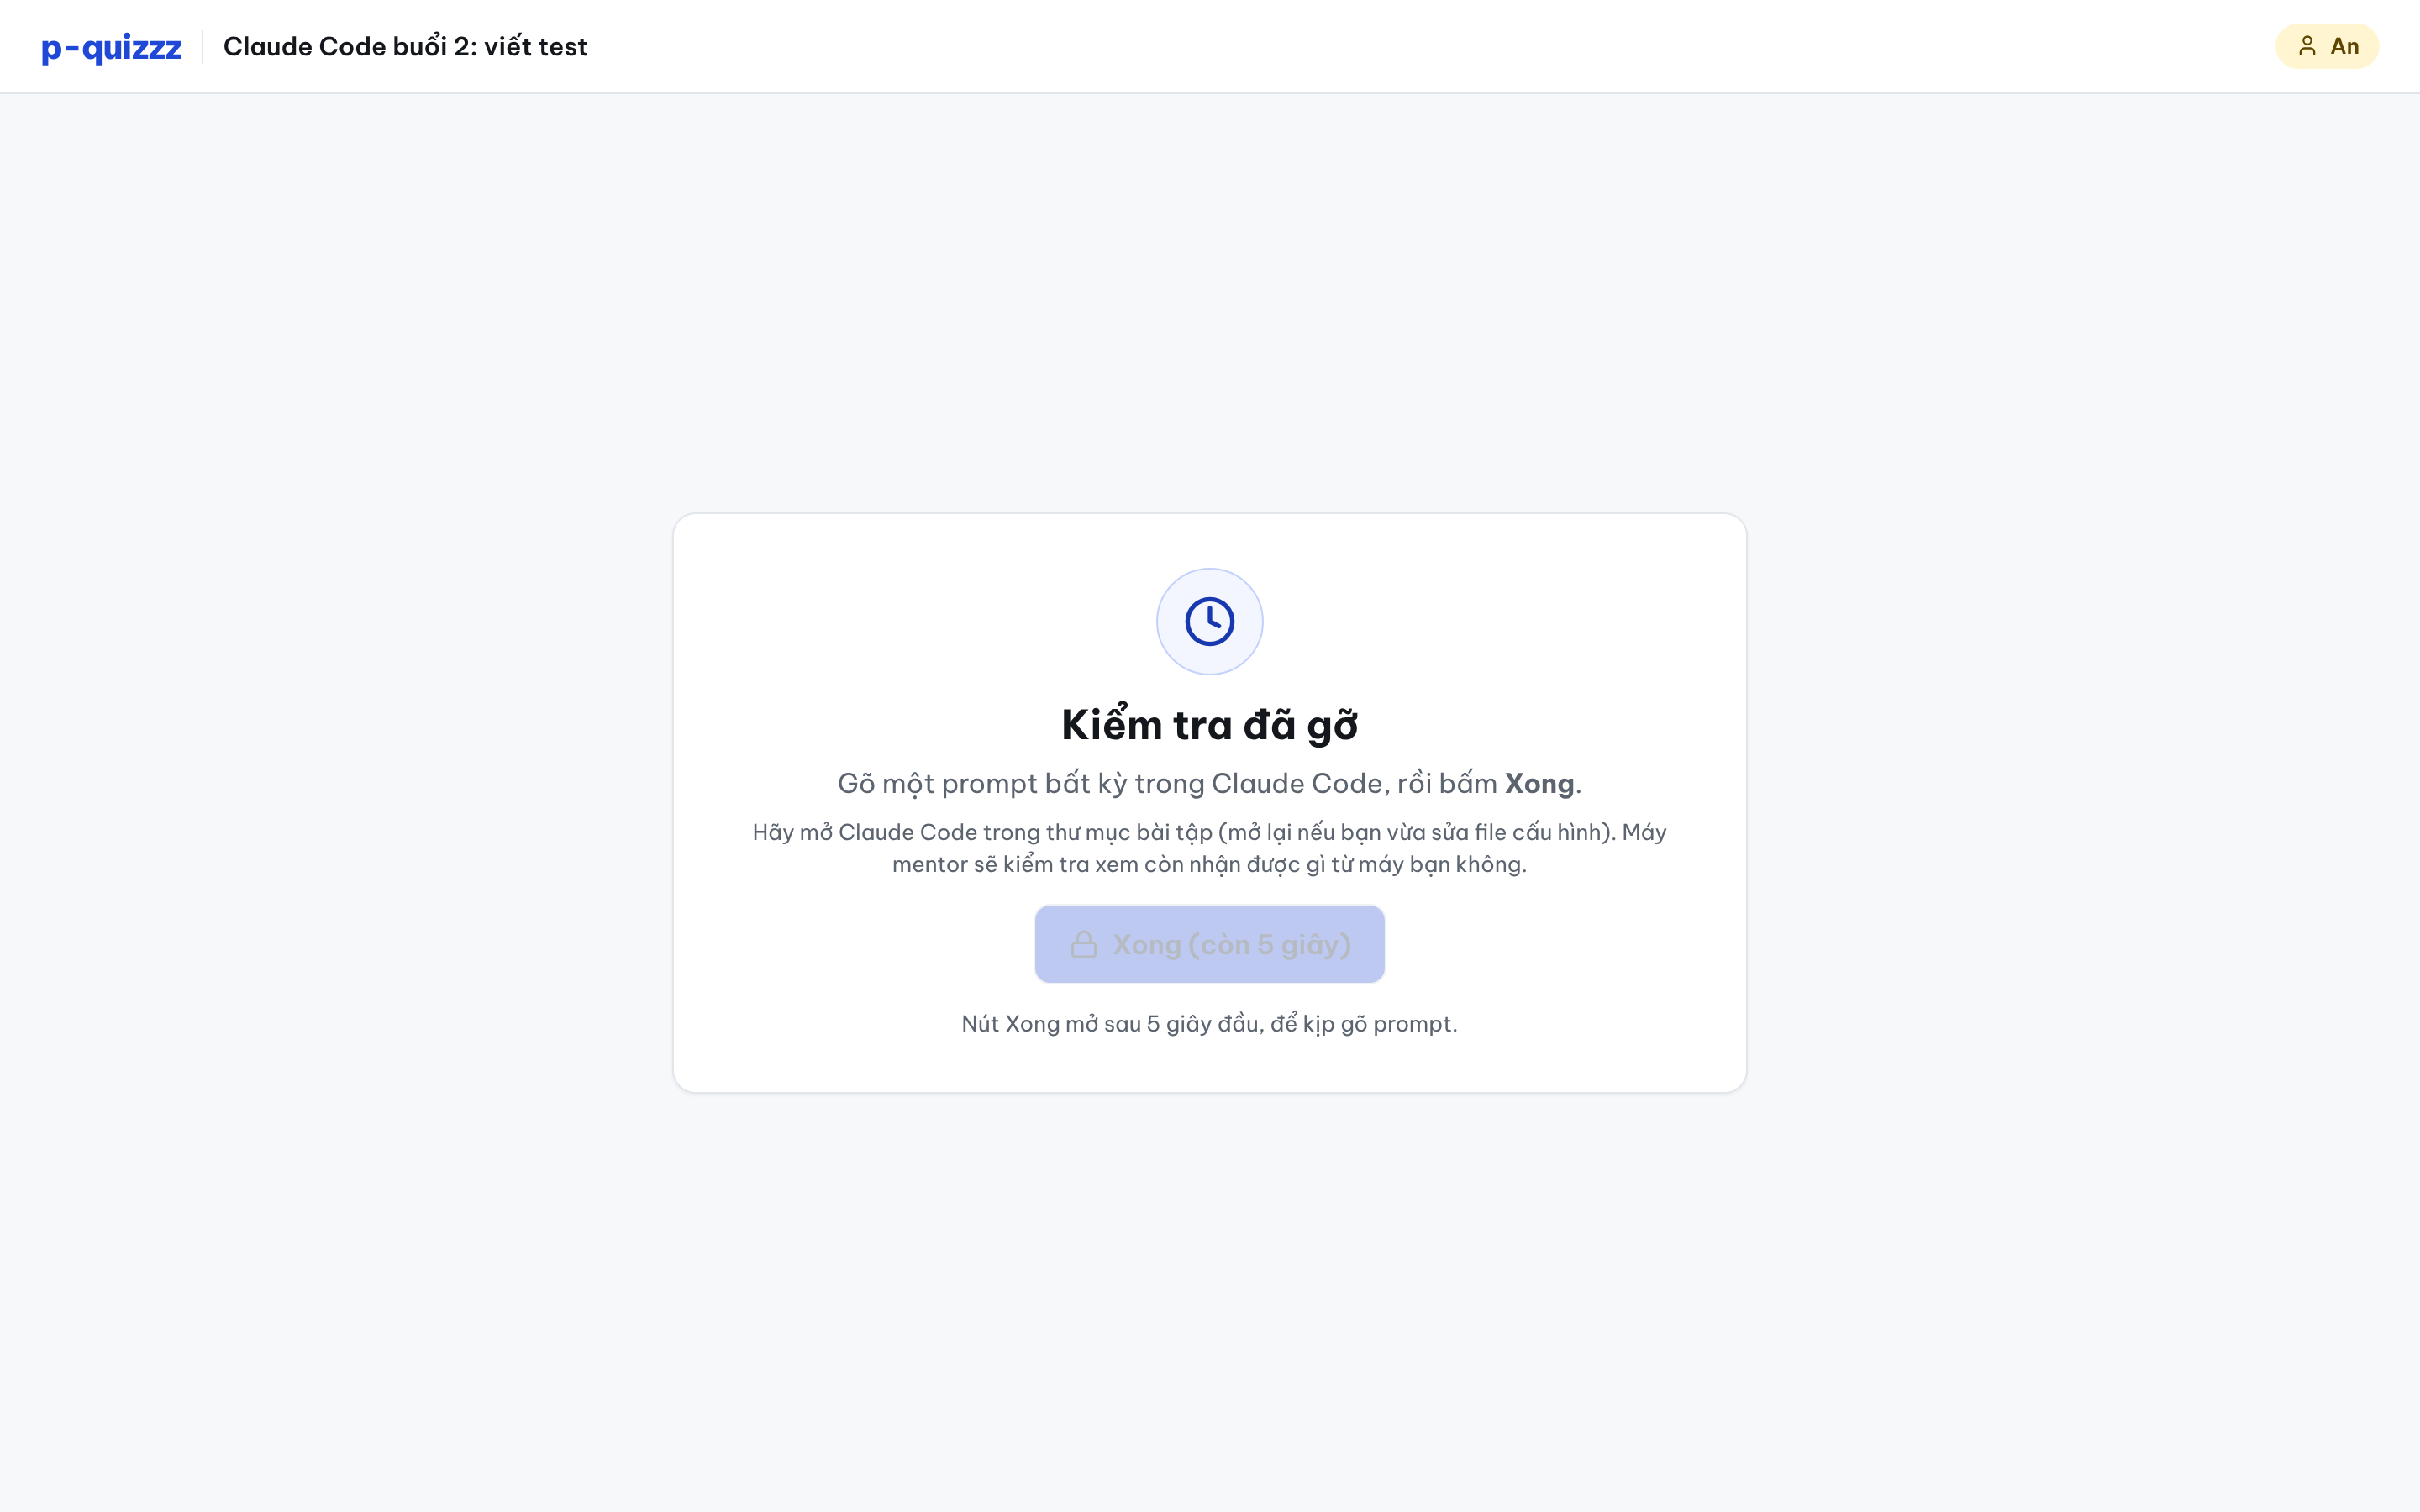 p-quizzz
Claude Code buổi 2: viết test
An
Kiểm tra đã gỡ
Gõ một prompt bất kỳ trong Claude Code, rồi bấm Xong.
Hãy mở Claude Code trong thư mục bài tập (mở lại nếu bạn vừa sửa file cấu hình). Máy
mentor sẽ kiểm tra xem còn nhận được gì từ máy bạn không.
Xong (còn 5 giây)
Nút Xong mở sau 5 giây đầu, để kịp gõ prompt.